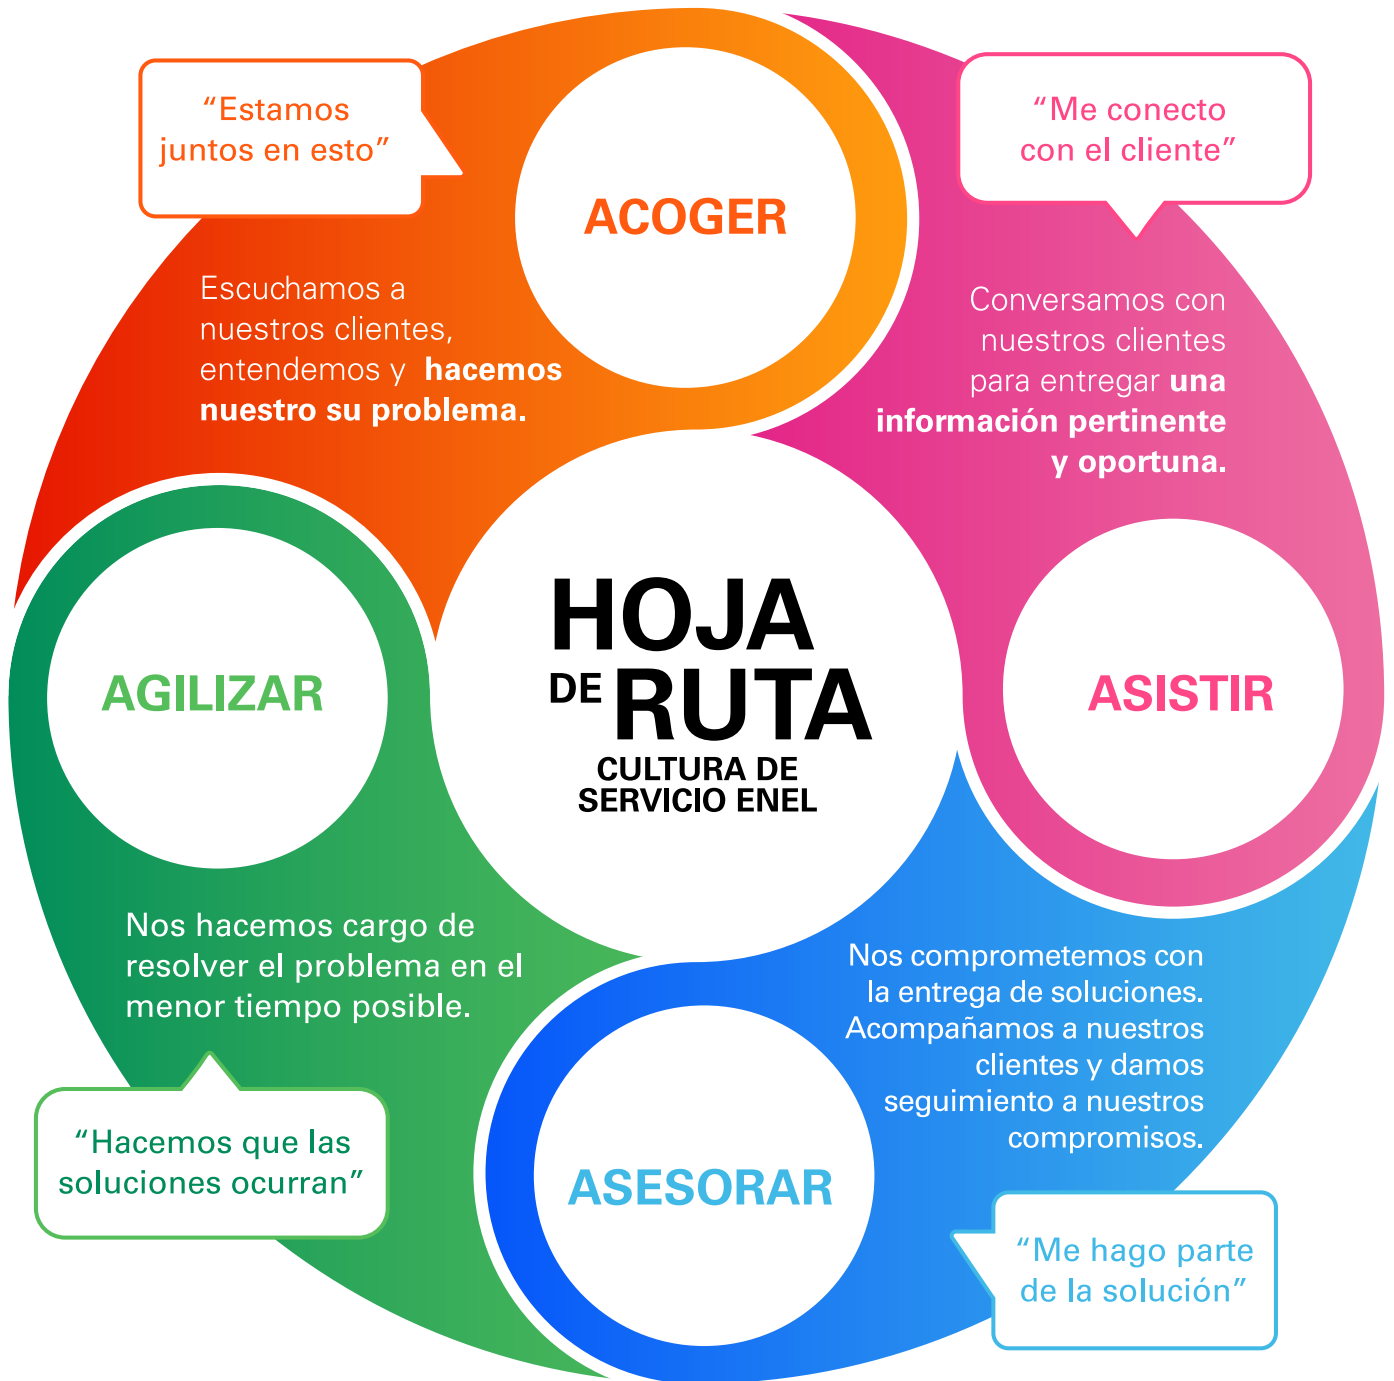 “Estamos
juntos en esto”
ACOGER
Escuchamos a
nuestros clientes,
entendemos y hacemos
nuestro su problema.
“Me conecto
con el cliente”
Conversamos con
nuestros clientes
para entregar una
información pertinente
y oportuna.
ASISTIR
HOJA
DE RUTA
CULTURA DE
SERVICIO ENEL
AGILIZAR
Nos hacemos cargo de
resolver el problema en el
menor tiempo posible.
“Hacemos que las
soluciones ocurran”
ASESORAR
Nos comprometemos con
la entrega de soluciones.
Acompañamos a nuestros
clientes y damos
seguimiento a nuestros
compromisos.
“Me hago parte
de la solución”